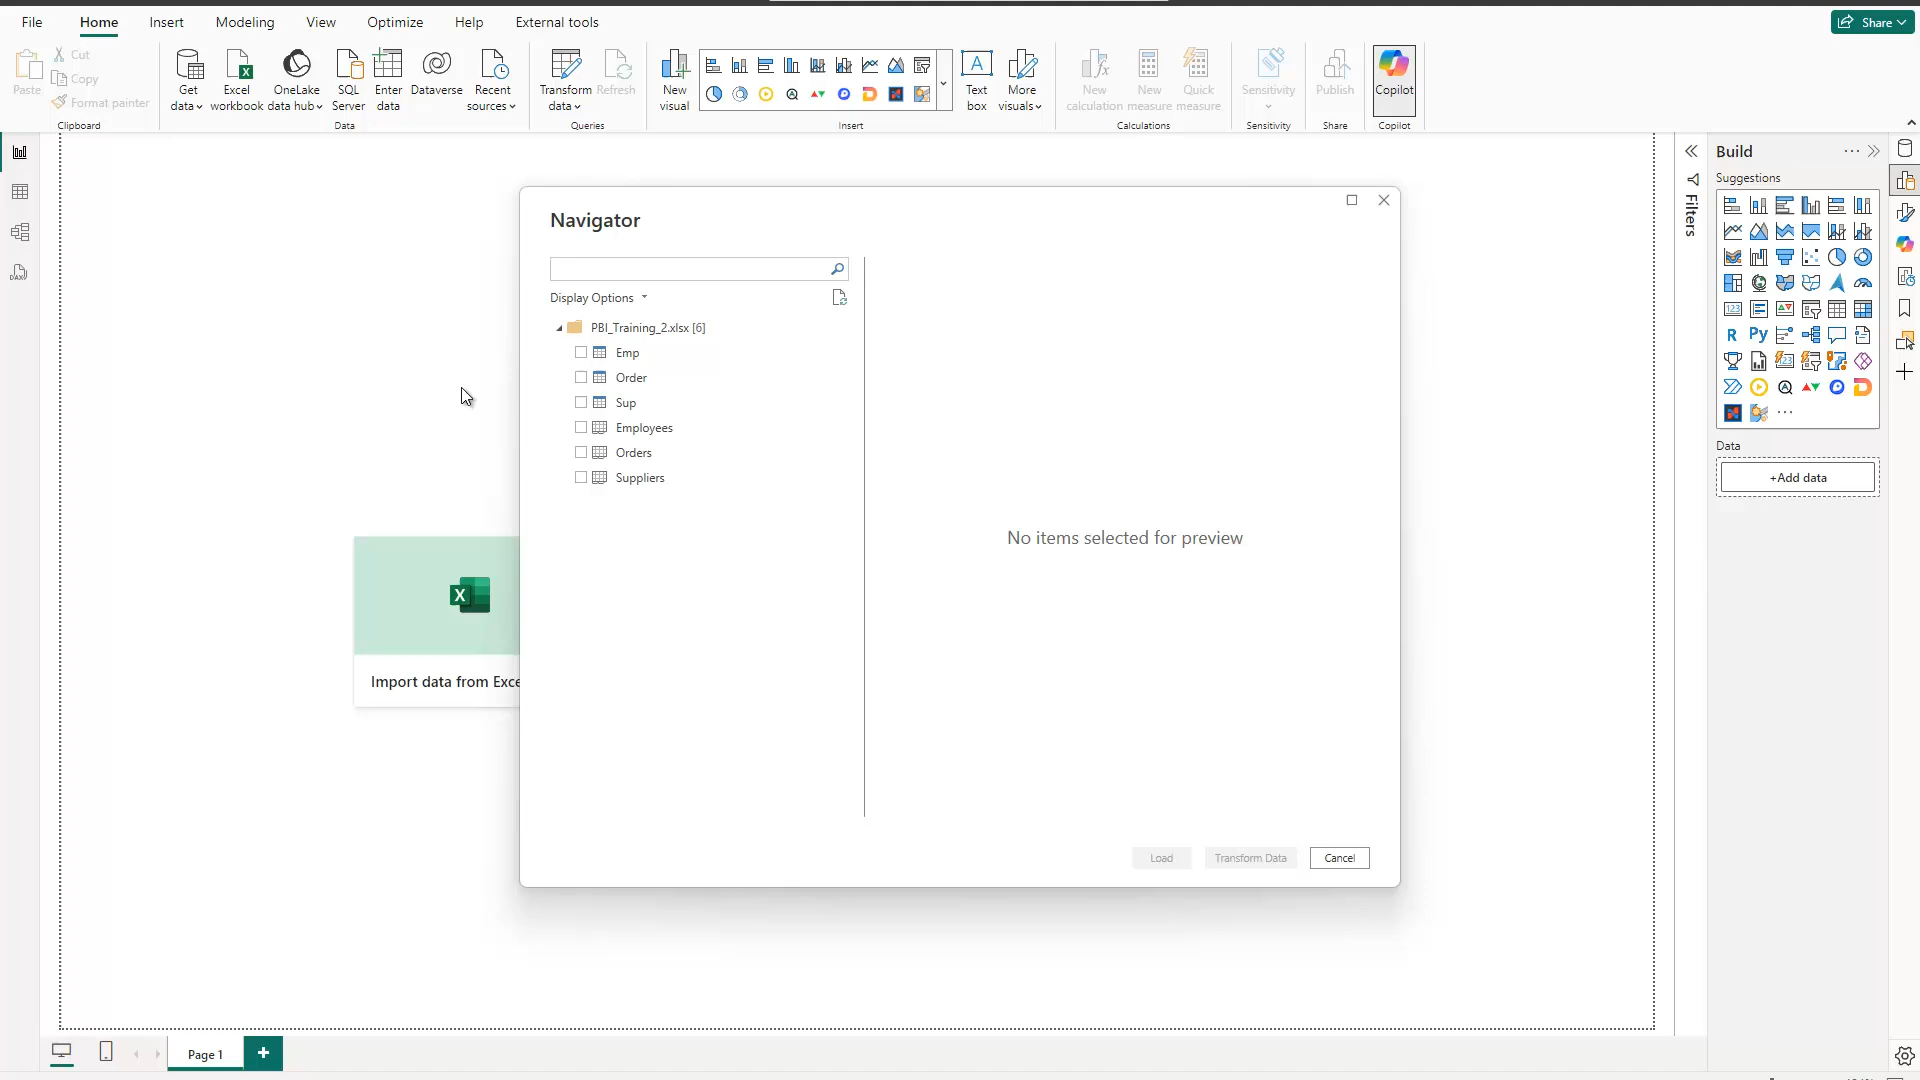 File
Home
Insert
Modeling
View
Optimize
Help
External tools
Share
Paste
Cut
Copy
Format painter
Clipboard
Get data
Excel workbook
OneLake data hub
SQL Server
Enter data
Dataverse
Recent sources
Data
Transform data
Refresh
Queries
New visual
A
Text box
More visuals
Insert
New calculation
New measure
Quick measure
Calculations
Sensitivity
Sensitivity
Publish
Share
Copilot
Copilot
DAX
Import data from Exce
X
Navigator
Display Options
PBI_Training_2.xlsx [6]
Emp
Order
Sup
Employees
Orders
Suppliers
No items selected for preview
Load
Transform Data
Cancel
Filters
Build
Suggestions
123
R
Py
123
Data
+Add data
Page 1